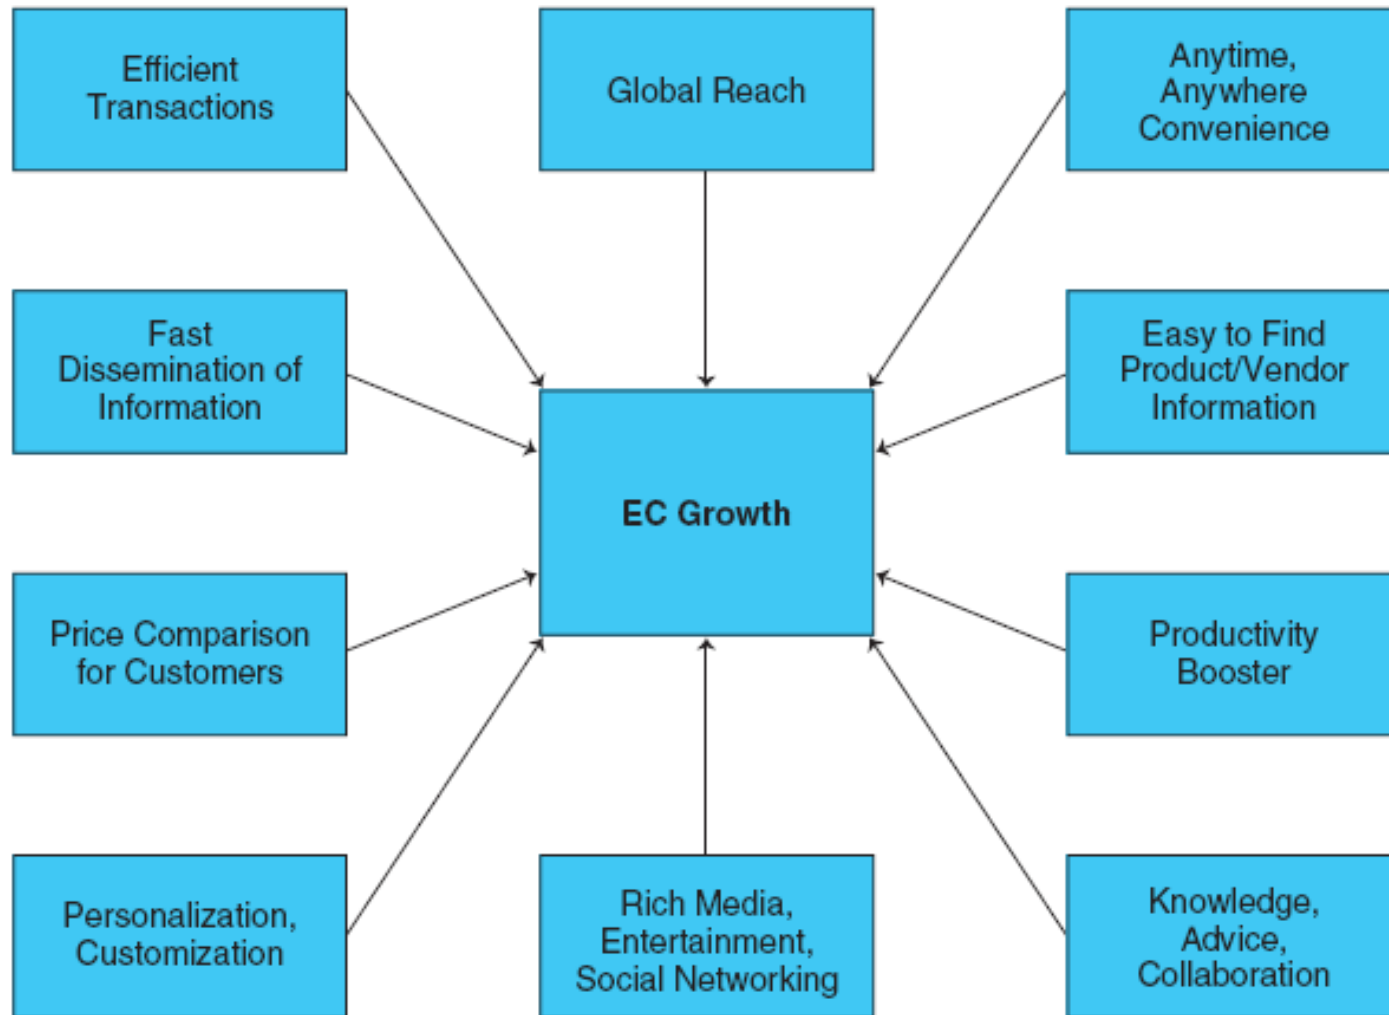 Efficient
Transactions
Global Reach
Anytime,
Anywhere
Convenience
Fast
Dissemination of
Information
Easy to Find
Product/Vendor
Information
EC Growth
Price Comparison
for Customers
Productivity
Booster
Personalization,
Customization
Rich Media,
Entertainment,
Social Networking
Knowledge,
Advice,
Collaboration